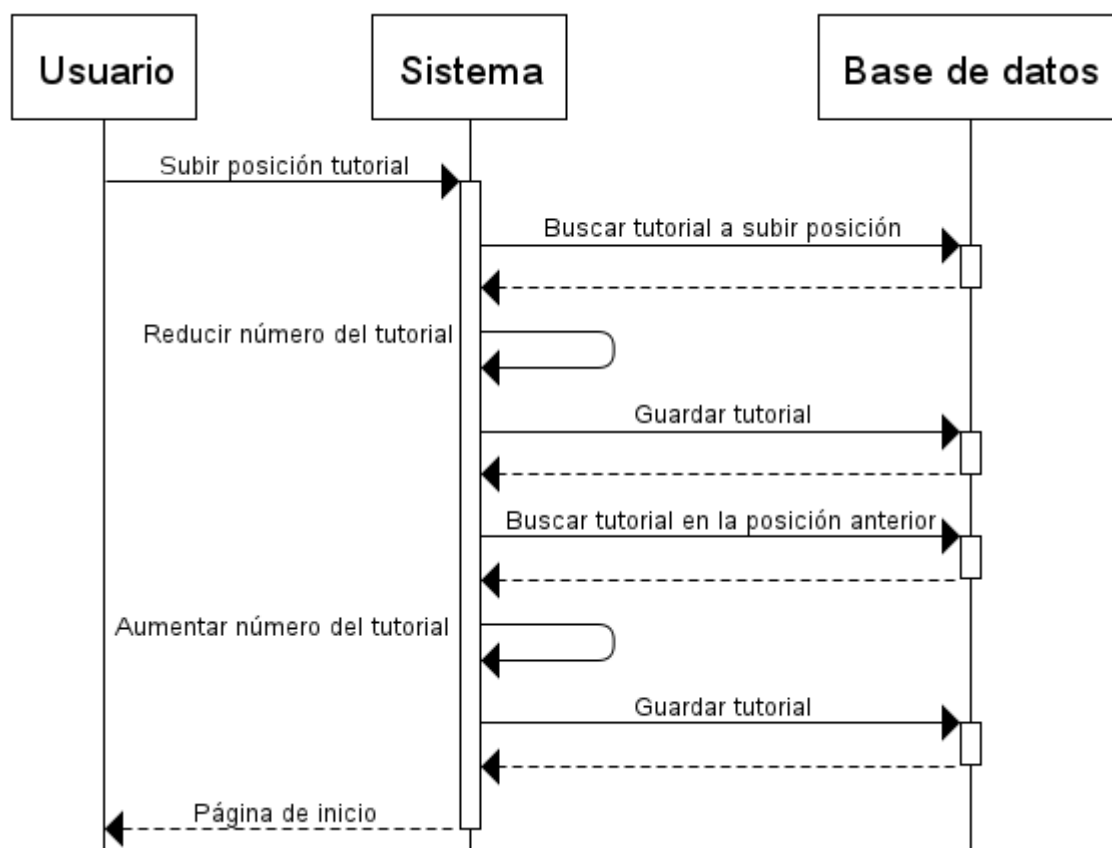 Usuario
Sistema
Base de datos
Subir posición tutorial
Buscar tutorial a subir posición
Reducir número del tutorial
Guardar tutorial
Buscar tutorial en la posición anterior
Aumentar número del tutorial
Guardar tutorial
Página de inicio